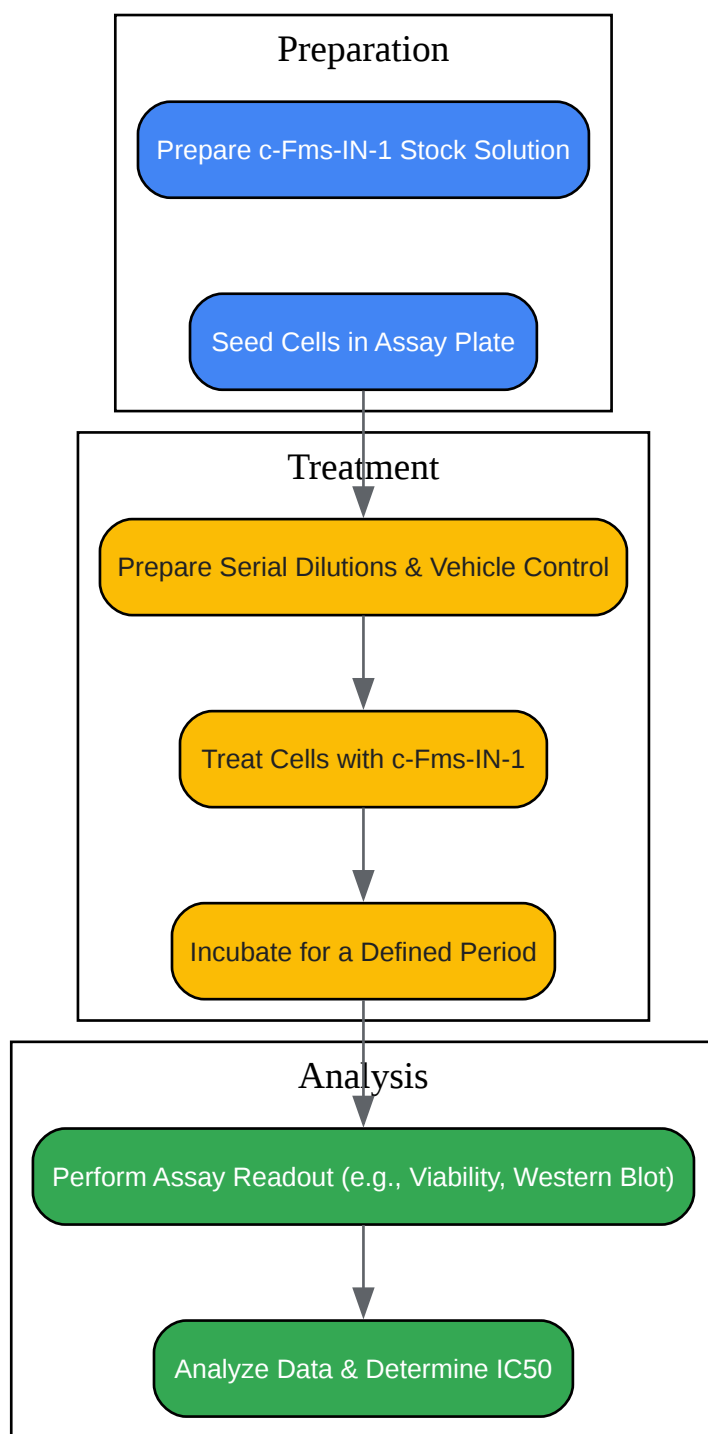 Preparation
Prepare c-Fms-IN-1 Stock Solution
Seed Cells in Assay Plate
Treatment
Prepare Serial Dilutions & Vehicle Control
Treat Cells with c-Fms-IN-1
Incubate for a Defined Period
Analysis
Perform Assay Readout (e.g., Viability, Western Blot)
Analyze Data & Determine IC50